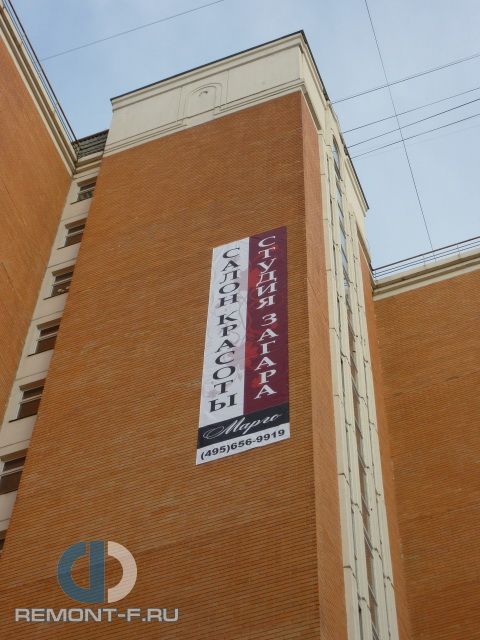 САЛОН КРАСОТЫ
СТУДИЯ ЗАГАРА
Марго
(495)656-9919
REMONT-F.RU